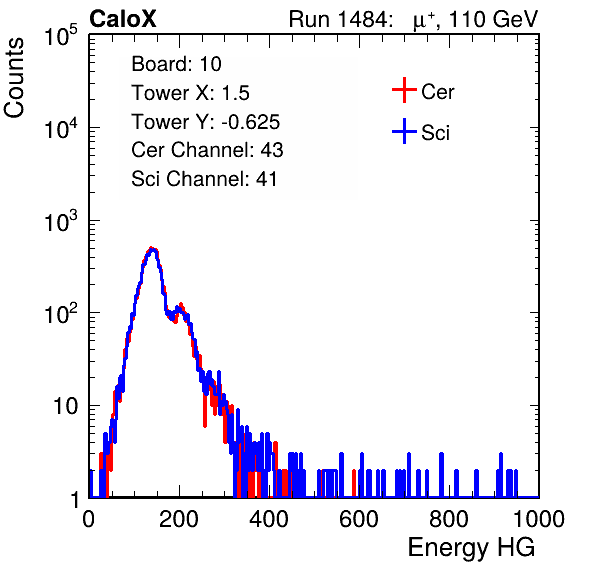 CaloX Run 1484: μ⁺, 110 GeV
Counts
10⁵
10⁴
10³
10²
10
1
Board: 10
Tower X: 1.5
Tower Y: -0.625
Cer Channel: 43
Sci Channel: 41
Cer
Sci
0 200 400 600 800 1000
Energy HG